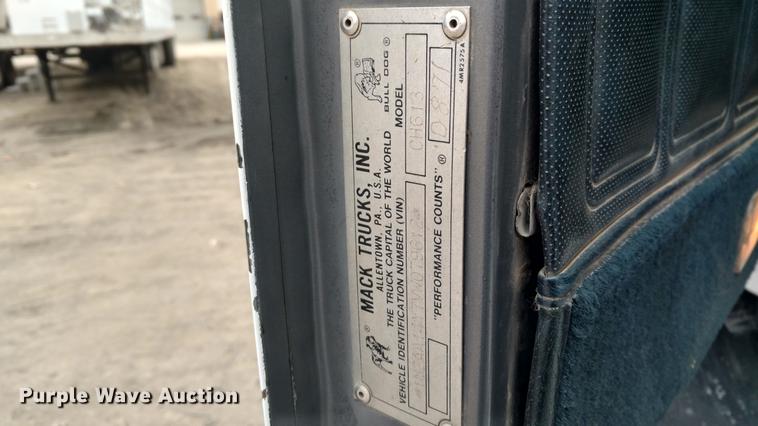 MACK TRUCKS, INC.
ALLENTOWN, PA., U.S.A.
THE TRUCK CAPITAL OF THE WORLD
BULL DOG ®
VEHICLE IDENTIFICATION NUMBER (VIN)
MODEL
CH613
"PERFORMANCE COUNTS" ®
4MR2575A
Purple Wave Auction